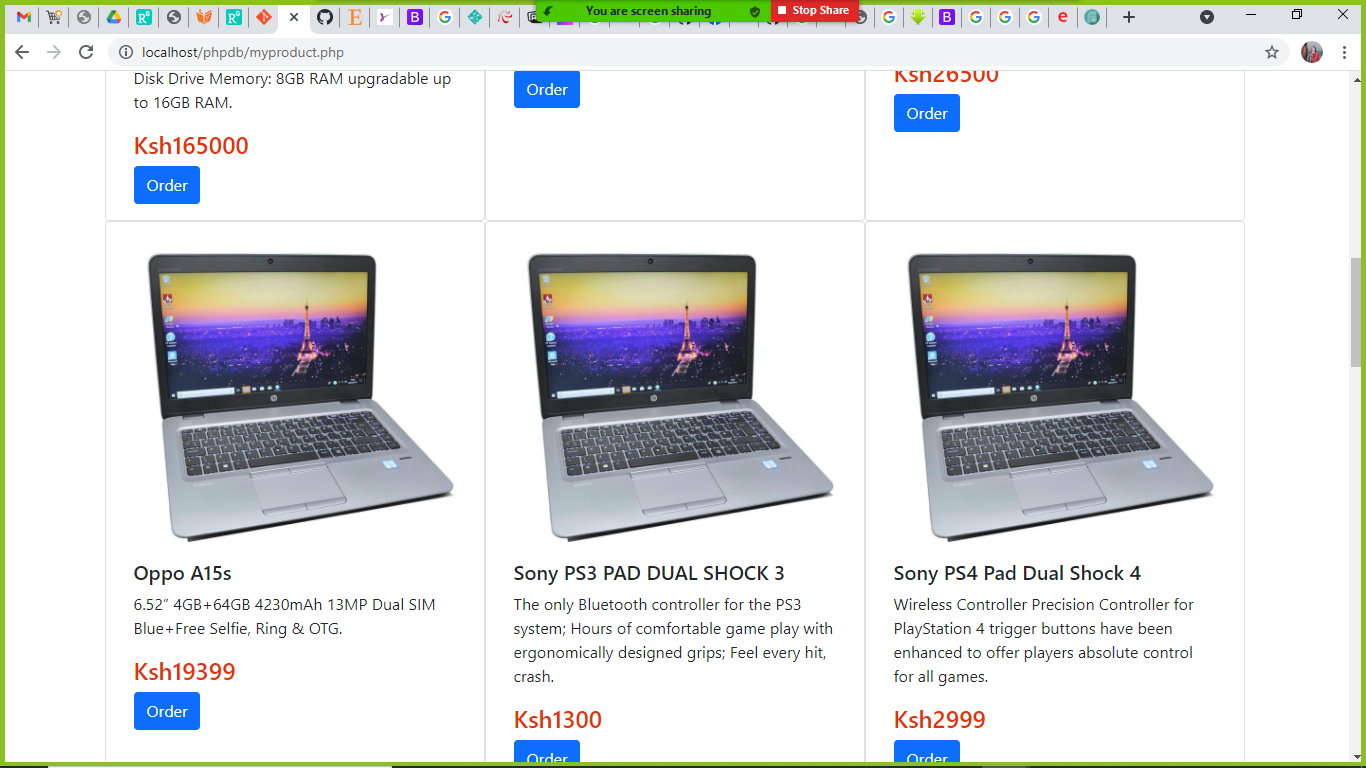 You are screen sharing
Stop Share
localhost/phpdb/myproduct.php
Disk Drive Memory: 8GB RAM upgradable up
to 16GB RAM.
Ksh165000
Order
Order
Ksh26500
Order
Oppo A15s
6.52” 4GB+64GB 4230mAh 13MP Dual SIM
Blue+Free Selfie, Ring & OTG.
Ksh19399
Order
Sony PS3 PAD DUAL SHOCK 3
The only Bluetooth controller for the PS3
system; Hours of comfortable game play with
ergonomically designed grips; Feel every hit,
crash.
Ksh1300
Order
Sony PS4 Pad Dual Shock 4
Wireless Controller Precision Controller for
PlayStation 4 trigger buttons have been
enhanced to offer players absolute control
for all games.
Ksh2999
Order